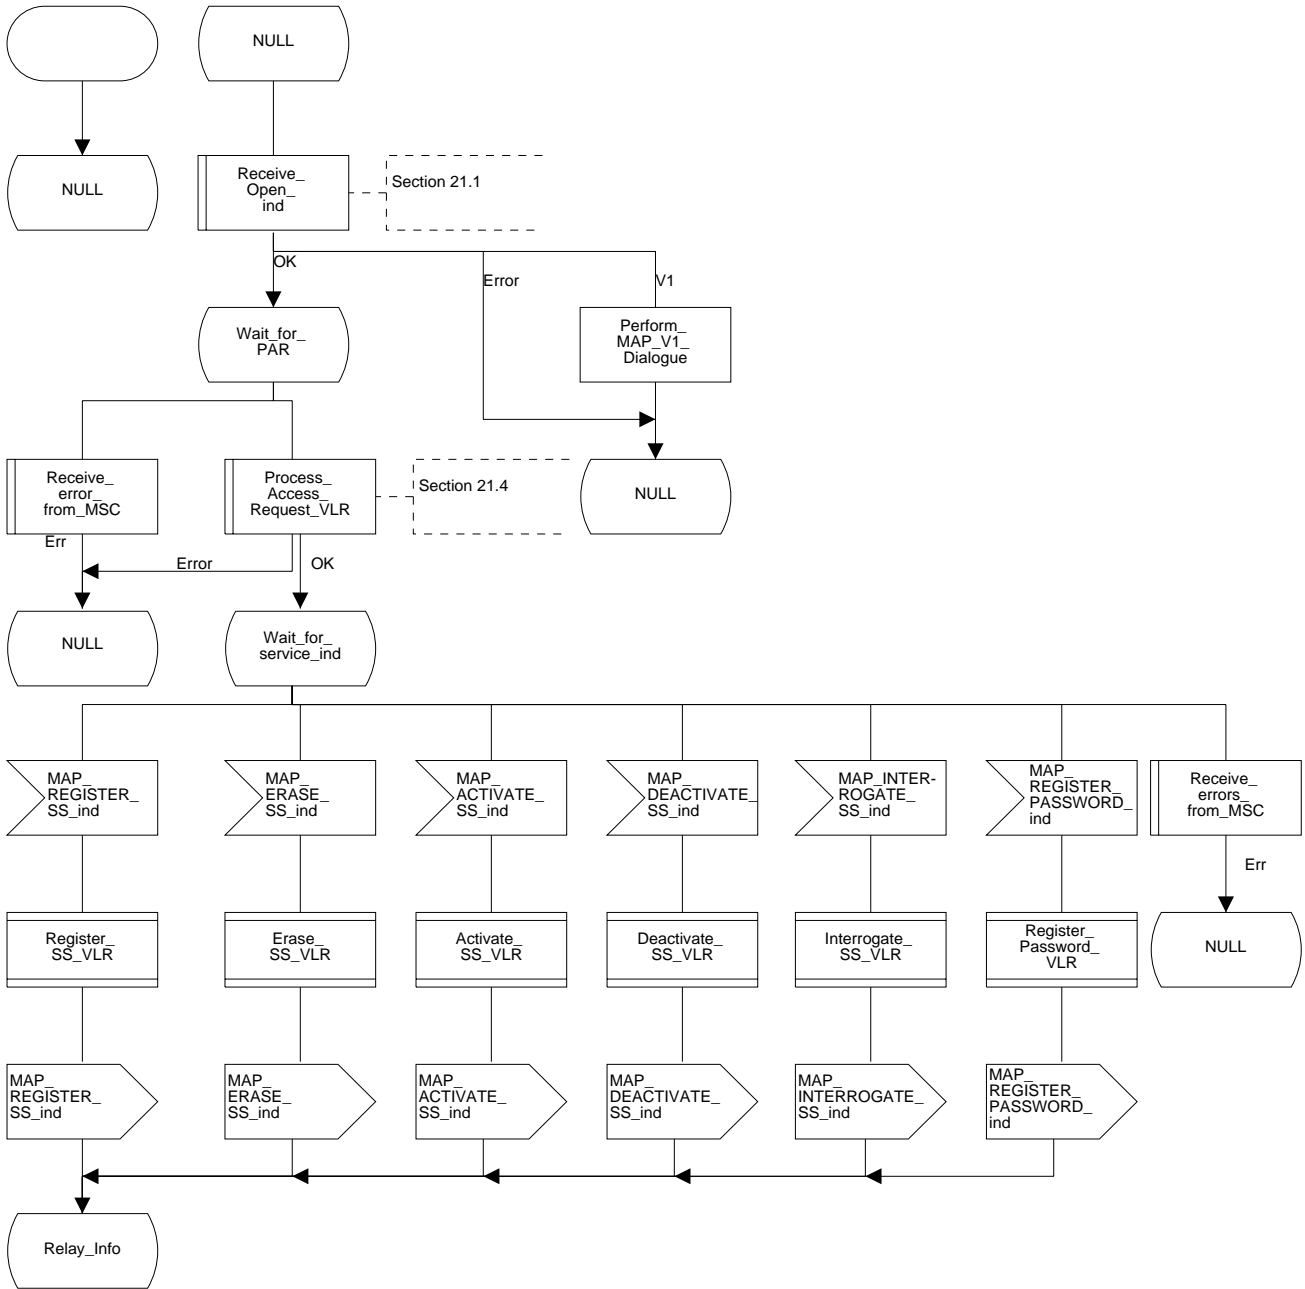 NULL
NULL
Receive_
Open_
ind
Section 21.1
OK
Error
V1
Wait_for_
PAR
Perform_
MAP_V1_
Dialogue
Receive_
error_
from_MSC
Process_
Access_
Request_VLR
Section 21.4
NULL
Err
Error
OK
NULL
Wait_for_
service_ind
MAP_
REGISTER_
SS_ind
MAP_
ERASE_
SS_ind
MAP_
ACTIVATE_
SS_ind
MAP_
DEACTIVATE_
SS_ind
MAP_INTER-
ROGATE_
SS_ind
MAP_
REGISTER_
PASSWORD_
ind
Receive_
errors_
from_MSC
Err
Register_
SS_VLR
Erase_
SS_VLR
Activate_
SS_VLR
Deactivate_
SS_VLR
Interrogate_
SS_VLR
Register_
Password_
VLR
NULL
MAP_
REGISTER_
SS_ind
MAP_
ERASE_
SS_ind
MAP_
ACTIVATE_
SS_ind
MAP_
DEACTIVATE_
SS_ind
MAP_
INTERROGATE_
SS_ind
MAP_
REGISTER_
PASSWORD_
ind
Relay_Info